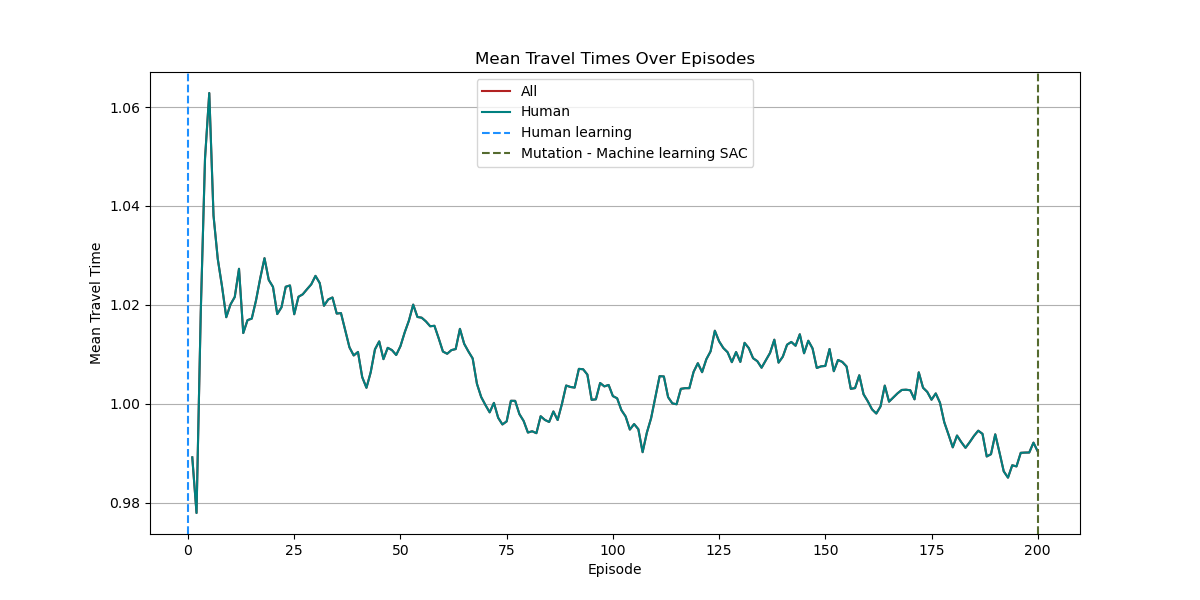 Mean Travel Times Over Episodes
All
Human
Human learning
Mutation - Machine learning SAC
Mean Travel Time
1.06
1.04
1.02
1.00
0.98
0 25 50 75 100 125 150 175 200
Episode